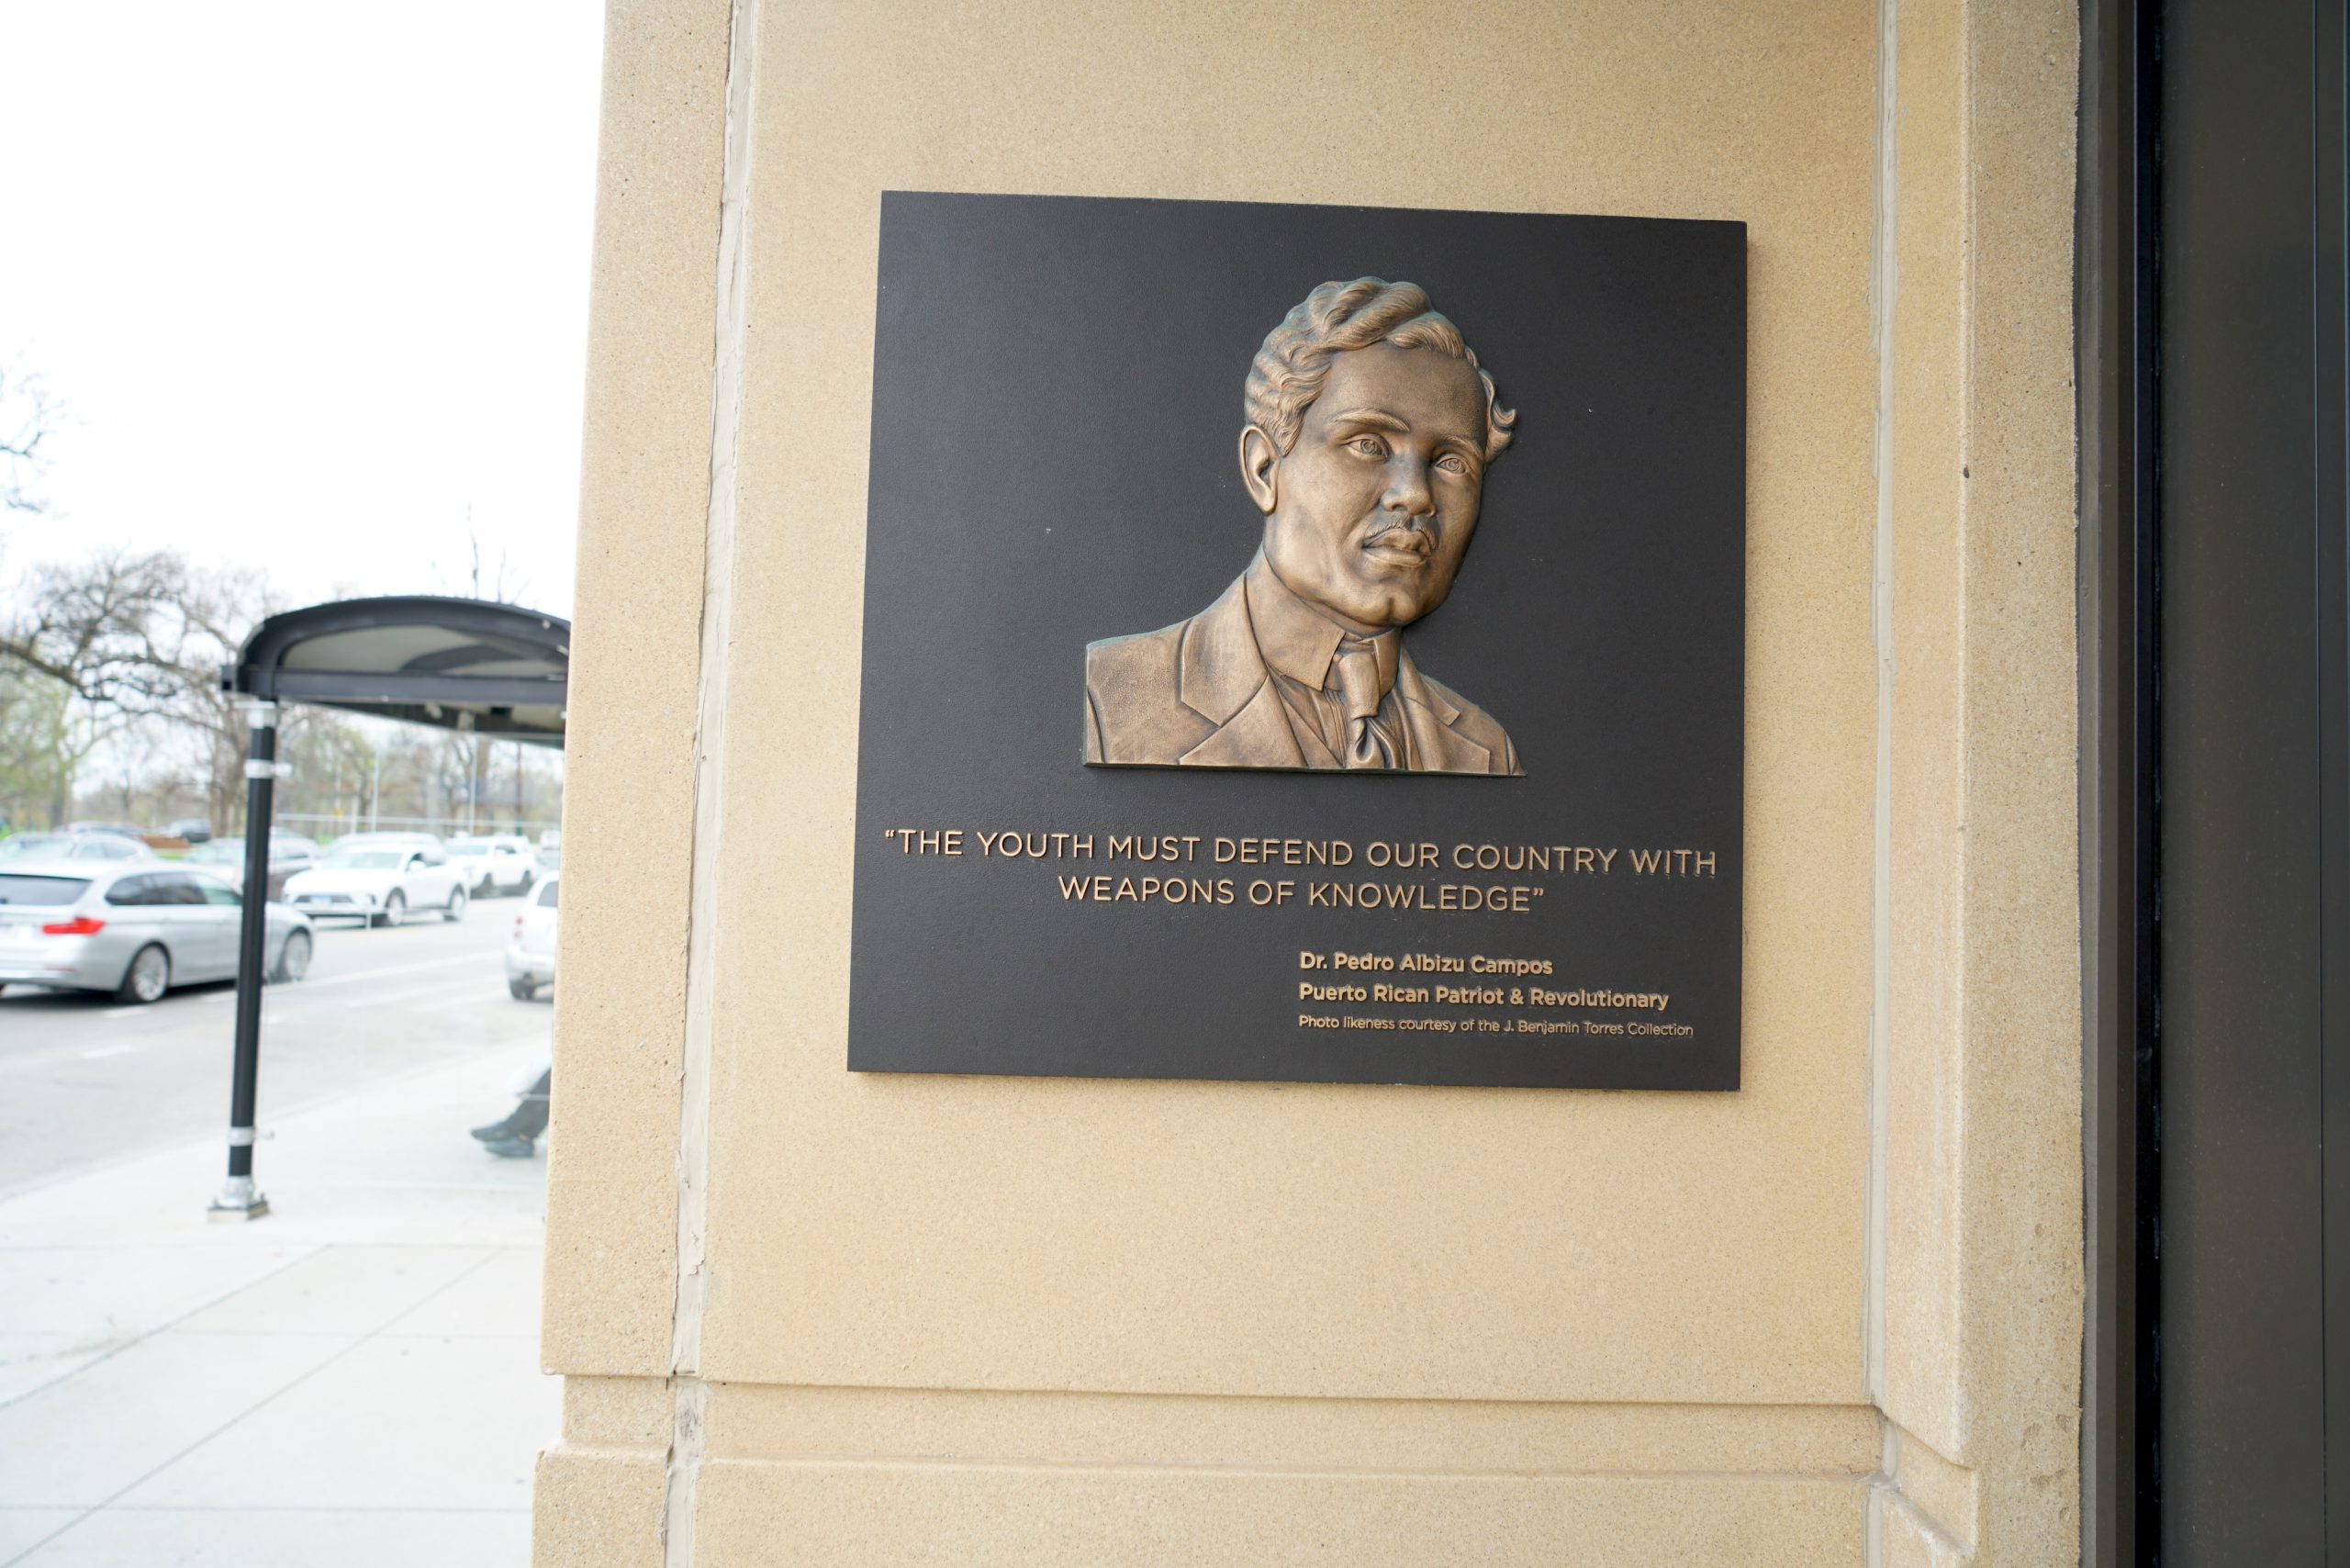 “THE YOUTH MUST DEFEND OUR COUNTRY WITH
WEAPONS OF KNOWLEDGE”
Dr. Pedro Albizu Campos
Puerto Rican Patriot & Revolutionary
Photo likeness courtesy of the J. Benjamin Torres Collection